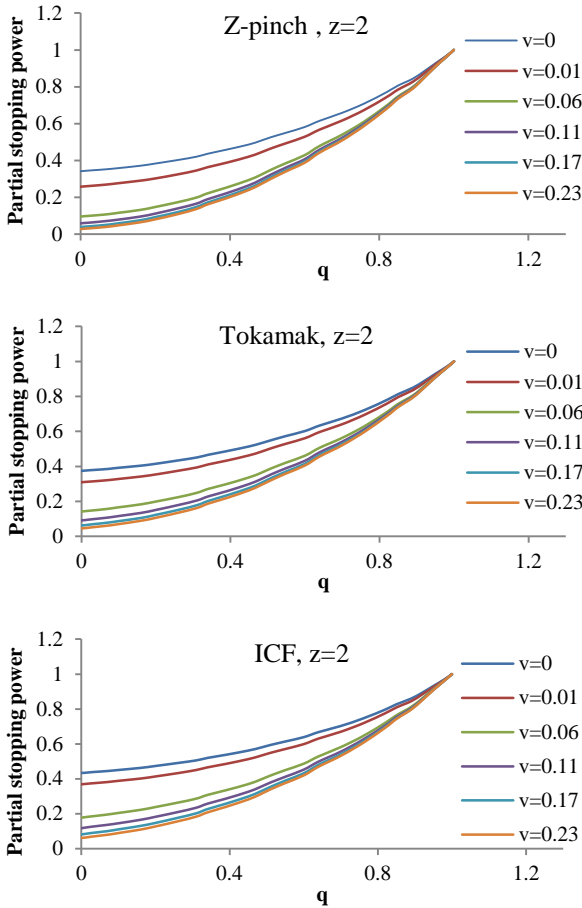 Z-pinch , z=2
Partial stopping power
1.2
1
0.8
0.6
0.4
0.2
0
0
0.4
0.8
1.2
q
v=0
v=0.01
v=0.06
v=0.11
v=0.17
v=0.23
Tokamak, z=2
Partial stopping power
1.2
1
0.8
0.6
0.4
0.2
0
0
0.4
0.8
1.2
q
v=0
v=0.01
v=0.06
v=0.11
v=0.17
v=0.23
ICF, z=2
Partial stopping power
1.2
1
0.8
0.6
0.4
0.2
0
0
0.4
0.8
1.2
q
v=0
v=0.01
v=0.06
v=0.11
v=0.17
v=0.23